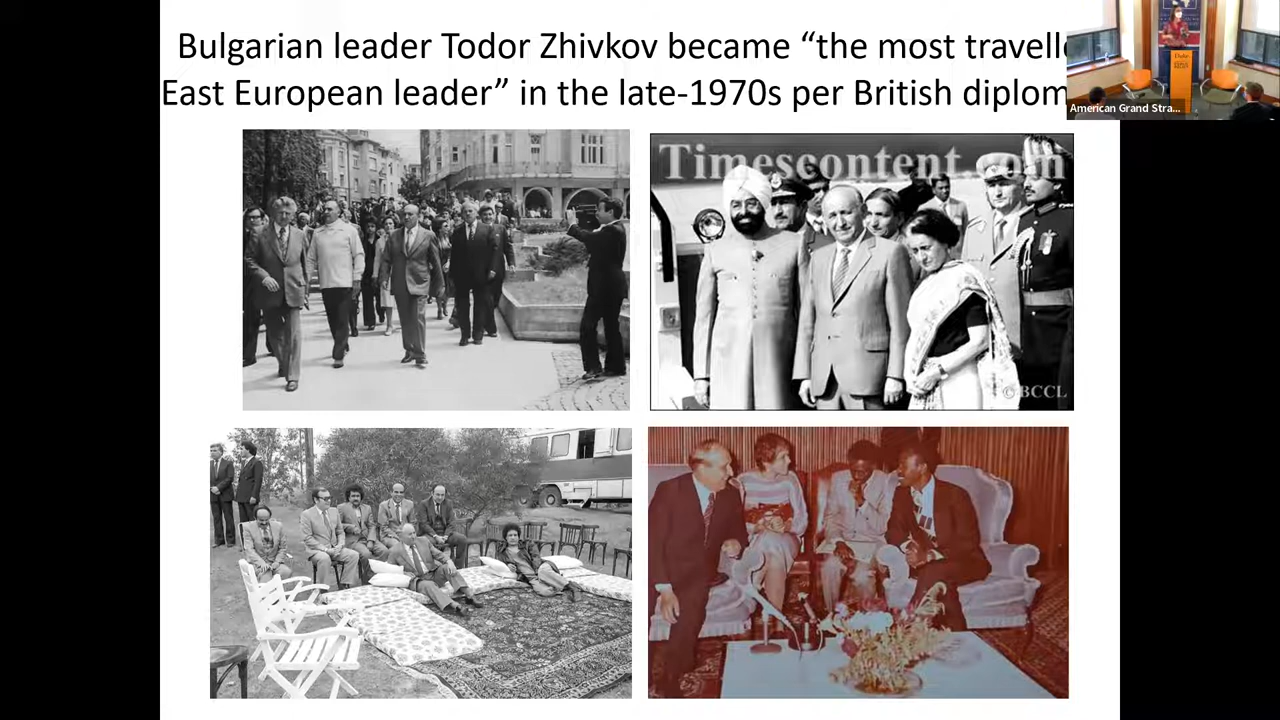 Bulgarian leader Todor Zhivkov became “the most travell
East European leader” in the late-1970s per British diplom
American Grand Stra...
Timescontent.com
© BCCL